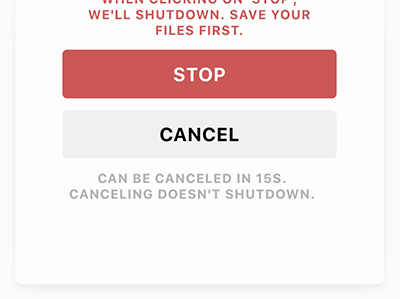 WHEN CLICKING ON "STOP",
WE'LL SHUTDOWN. SAVE YOUR
FILES FIRST.
STOP
CANCEL
CAN BE CANCELED IN 15S.
CANCELING DOESN'T SHUTDOWN.